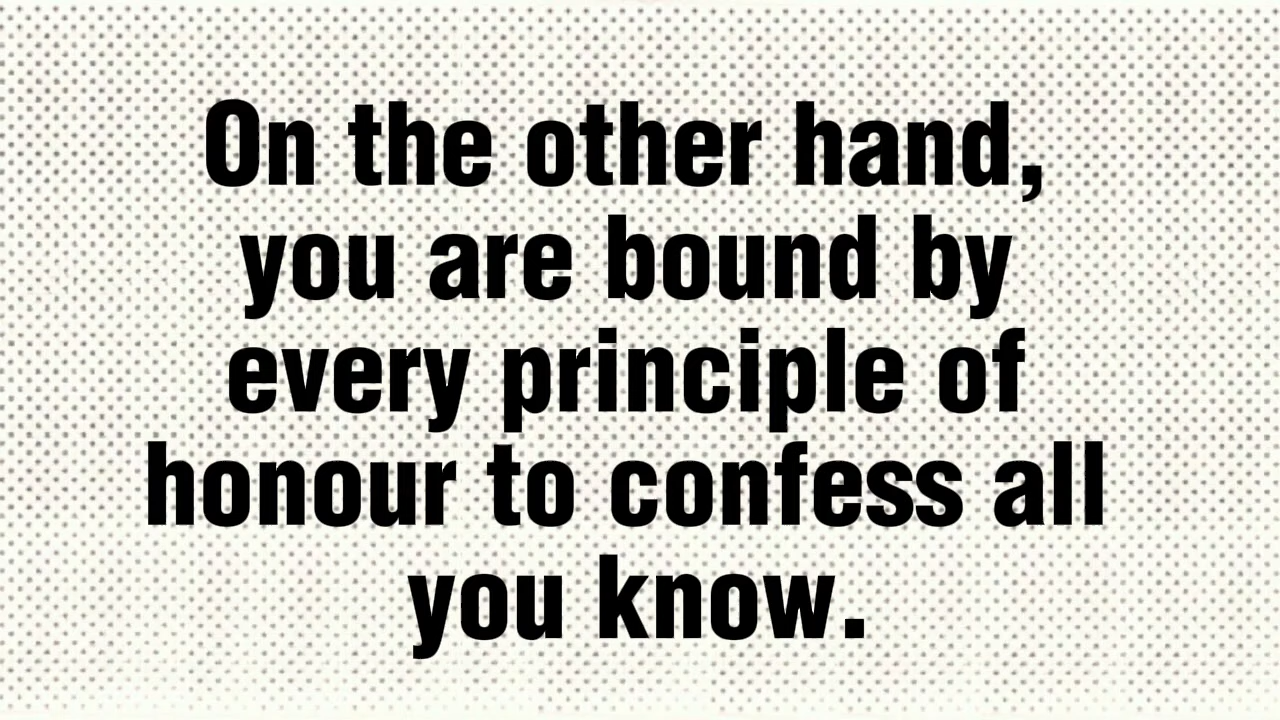 On the other hand,
you are bound by
every principle of
honour to confess all
you know.